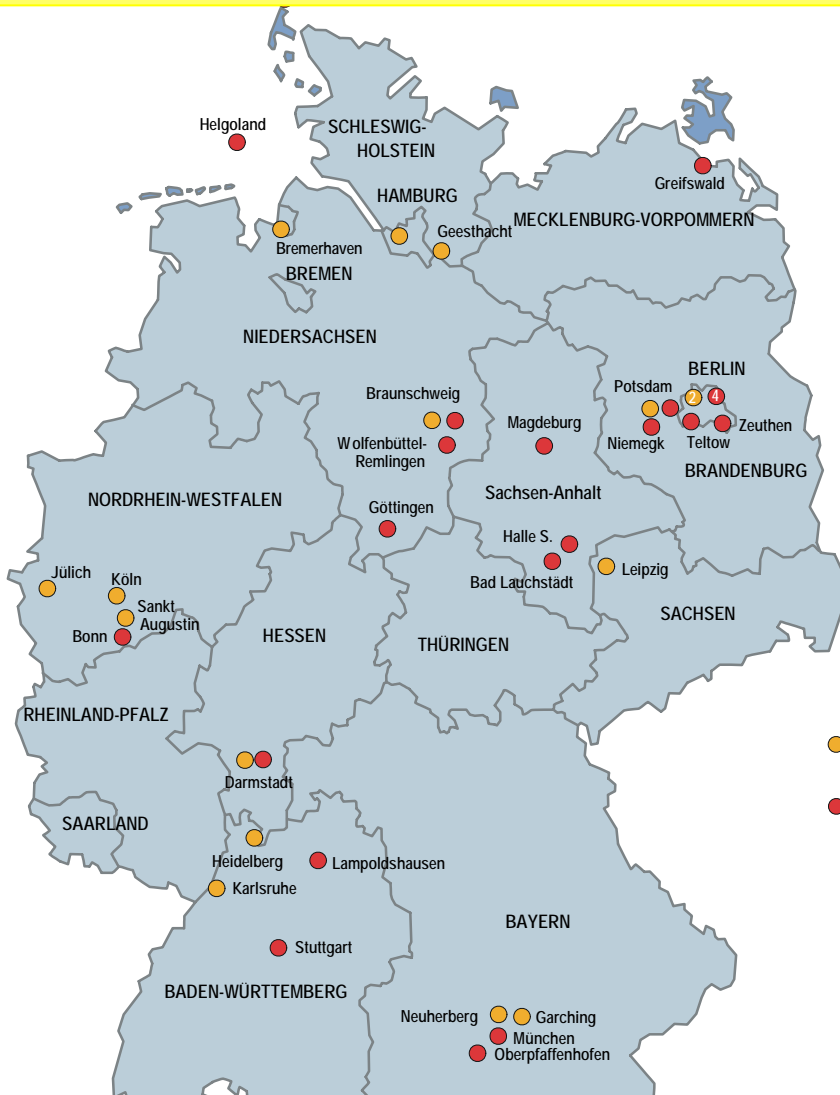 Helgoland
SCHLESWIG-
HOLSTEIN
Greifswald
HAMBURG
MECKLENBURG-VORPOMMERN
Geesthacht
Bremerhaven
BREMEN
NIEDERSACHSEN
BERLIN
Potsdam
2
4
Braunschweig
Magdeburg
Zeuthen
Niemegk
Teltow
Wolfenbüttel-
Remlingen
BRANDENBURG
Sachsen-Anhalt
NORDRHEIN-WESTFALEN
Göttingen
Halle S.
Jülich
Köln
Bad Lauchstädt
Leipzig
Sankt
Augustin
Bonn
HESSEN
THÜRINGEN
SACHSEN
RHEINLAND-PFALZ
Darmstadt
SAARLAND
Heidelberg
Lampoldshausen
Karlsruhe
BAYERN
Stuttgart
BADEN-WÜRTTEMBERG
Neuherberg
Garching
München
Oberpfaffenhofen